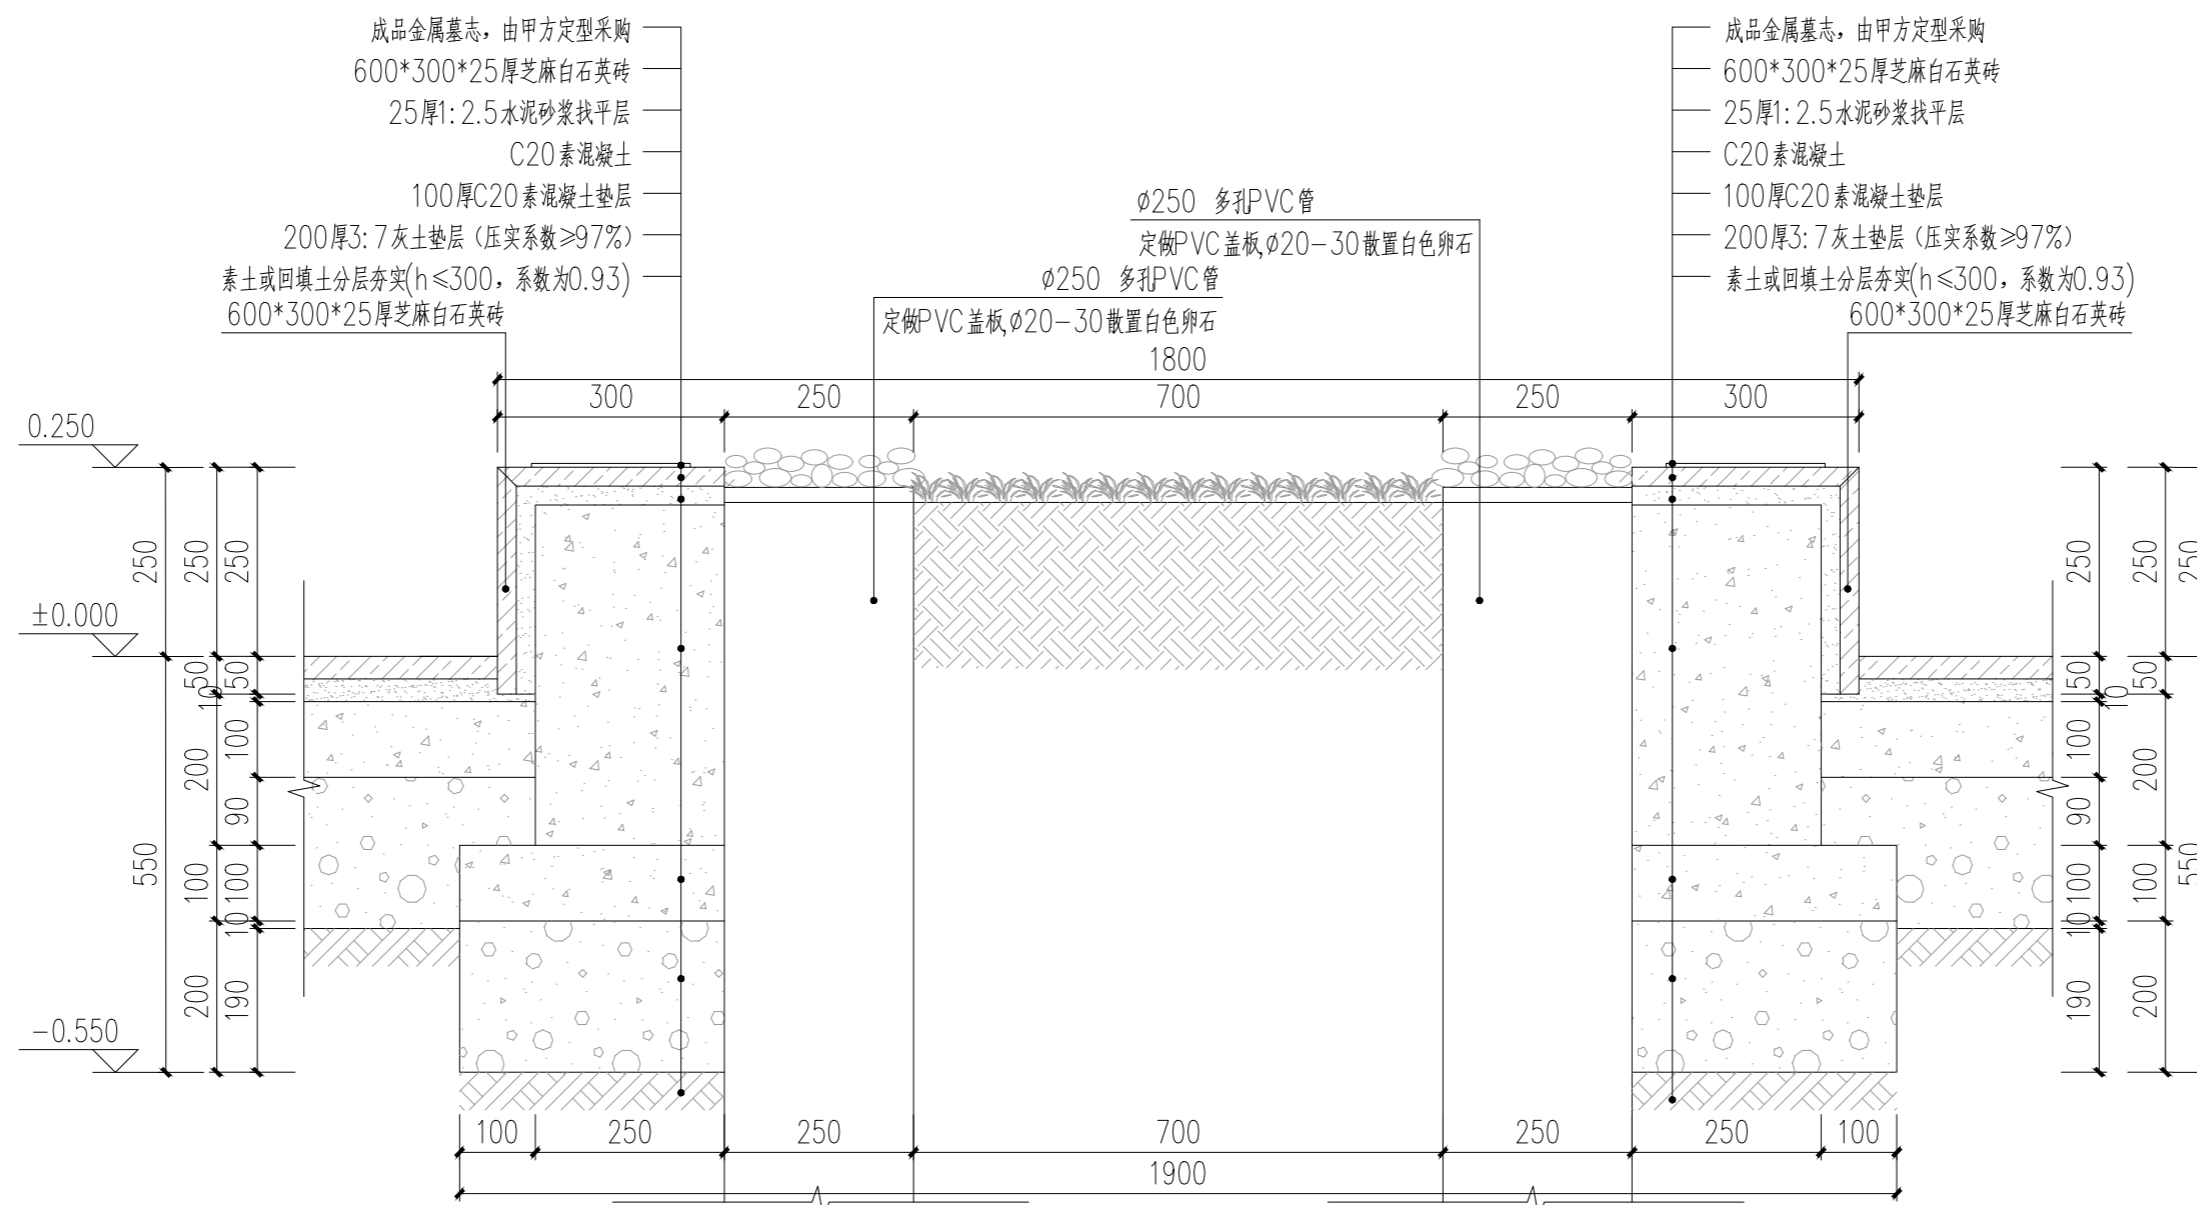 成品金属墓志，由甲方定型采购
600*300*25厚芝麻白石英砖
25厚1:2.5水泥砂浆找平层
C20素混凝土
100厚C20素混凝土垫层
200厚3:7灰土垫层（压实系数≥97%）
素土或回填土分层夯实(h≤300，系数为0.93)
600*300*25厚芝麻白石英砖
成品金属墓志，由甲方定型采购
600*300*25厚芝麻白石英砖
25厚1:2.5水泥砂浆找平层
C20素混凝土
100厚C20素混凝土垫层
200厚3:7灰土垫层（压实系数≥97%）
素土或回填土分层夯实(h≤300，系数为0.93)
600*300*25厚芝麻白石英砖
ø250 多孔PVC管
定做PVC盖板,ø20-30散置白色卵石
ø250 多孔PVC管
定做PVC盖板,ø20-30散置白色卵石
1800
300 250 700 250 300
0.250
±0.000
-0.550
250 550
250 50 200 100 200
250 50 10 100 90 100 10 190
250 50 10 100 90 100 10 190
250 50 200 100 200
250 550
100 250 250 700 250 250 100
1900